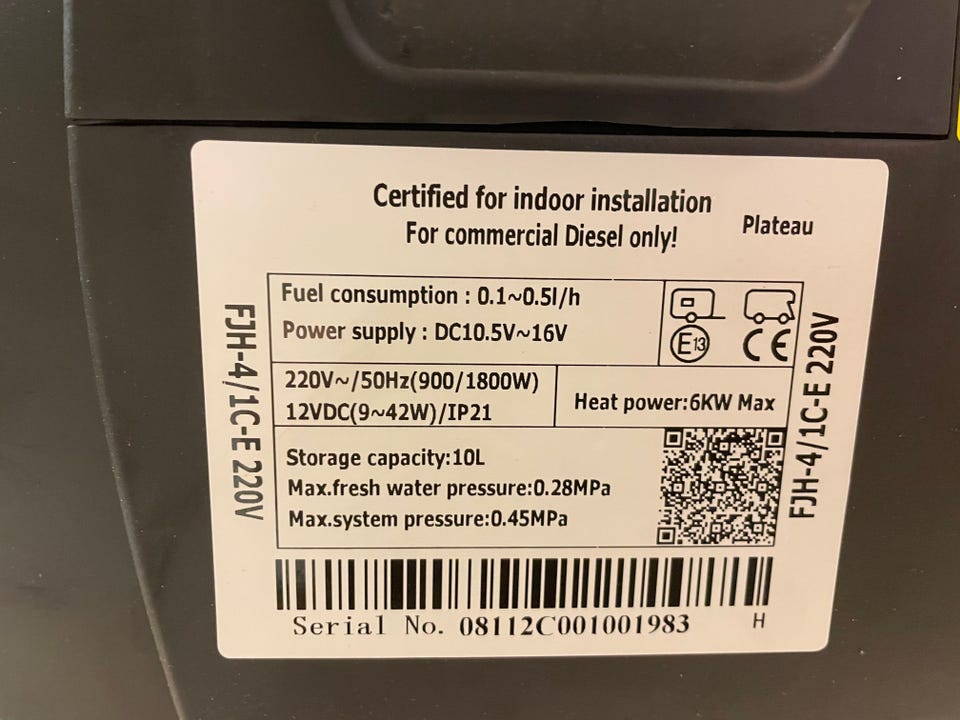 Certified for indoor installation
For commercial Diesel only!
Plateau
Fuel consumption : 0.1~0.5l/h
Power supply : DC10.5V~16V
E13
CE
220V~/50Hz(900/1800W)
12VDC(9~42W)/IP21
Heat power:6KW Max
Storage capacity:10L
Max.fresh water pressure:0.28MPa
Max.system pressure:0.45MPa
FJH-4/1C-E 220V
FJH-4/1C-E 220V
Serial No. 08112C001001983
H